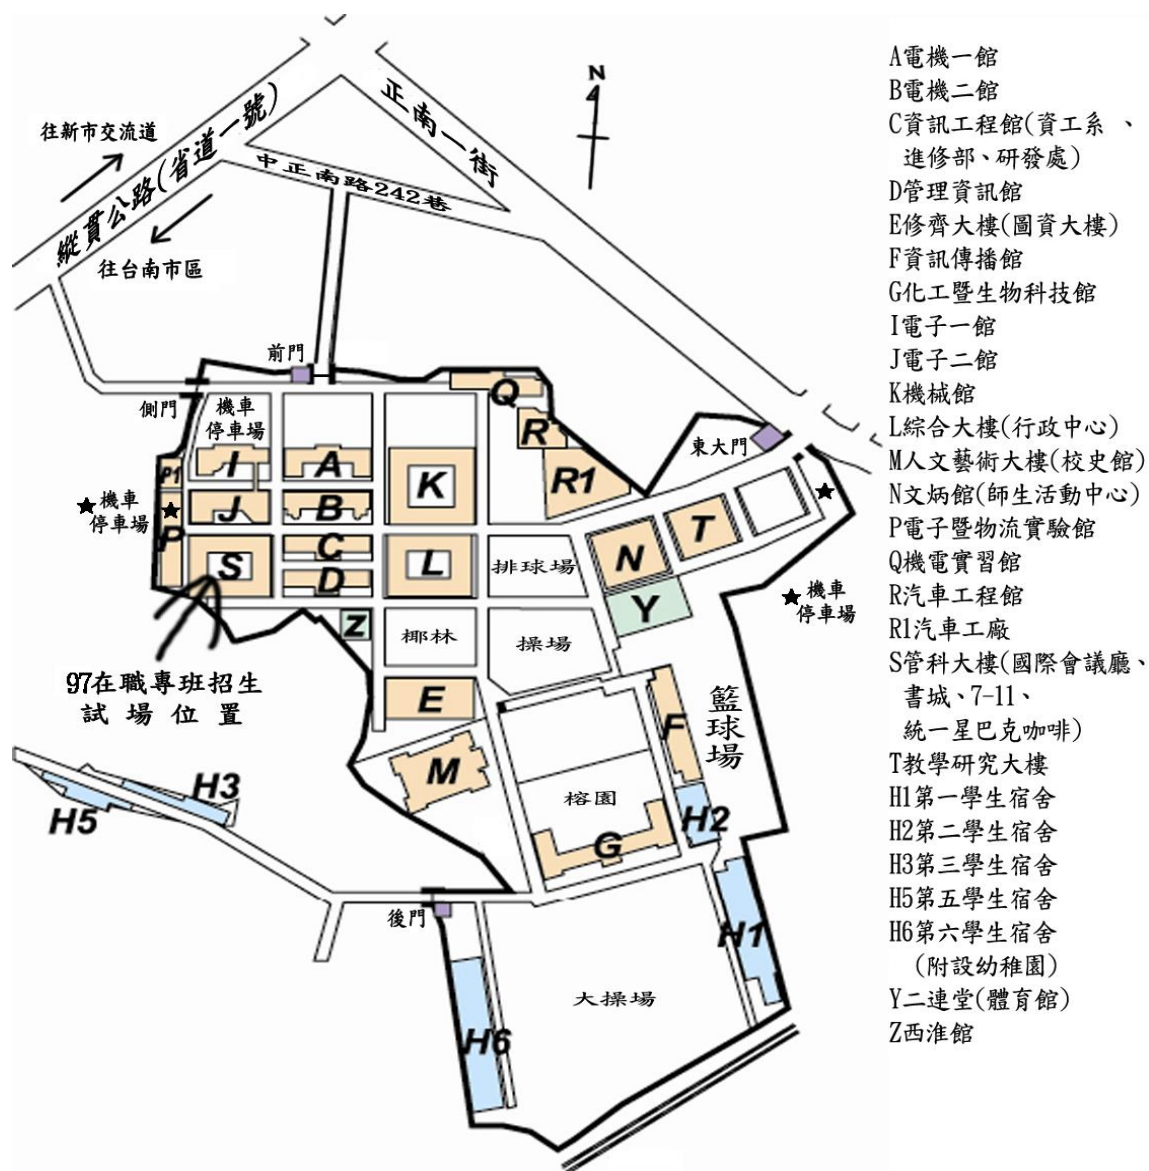 N
正南一街
縱貫公路(省道一號)
往新市交流道
往台南市區
中正南路242巷
前門
側門
機車
停車場
東大門
Q
R
R1
I
A
K
P1
★機車
停車場
★
J
B
P
S
C
D
L
排球場
N
T
★
★機車
停車場
Y
Z
椰林
操場
97在職專班招生
試場位置
E
F
籃球場
M
榕園
G
H2
H3
H5
後門
H1
大操場
H6
A電機一館
B電機二館
C資訊工程館(資工系、
進修部、研發處)
D管理資訊館
E修齊大樓(圖資大樓)
F資訊傳播館
G化工暨生物科技館
I電子一館
J電子二館
K機械館
L綜合大樓(行政中心)
M人文藝術大樓(校史館)
N文炳館(師生活動中心)
P電子暨物流實驗館
Q機電實習館
R汽車工程館
R1汽車工廠
S管科大樓(國際會議廳、
書城、7-11、
統一星巴克咖啡)
T教學研究大樓
H1第一學生宿舍
H2第二學生宿舍
H3第三學生宿舍
H5第五學生宿舍
H6第六學生宿舍
(附設幼稚園)
Y二連堂(體育館)
Z西淮館